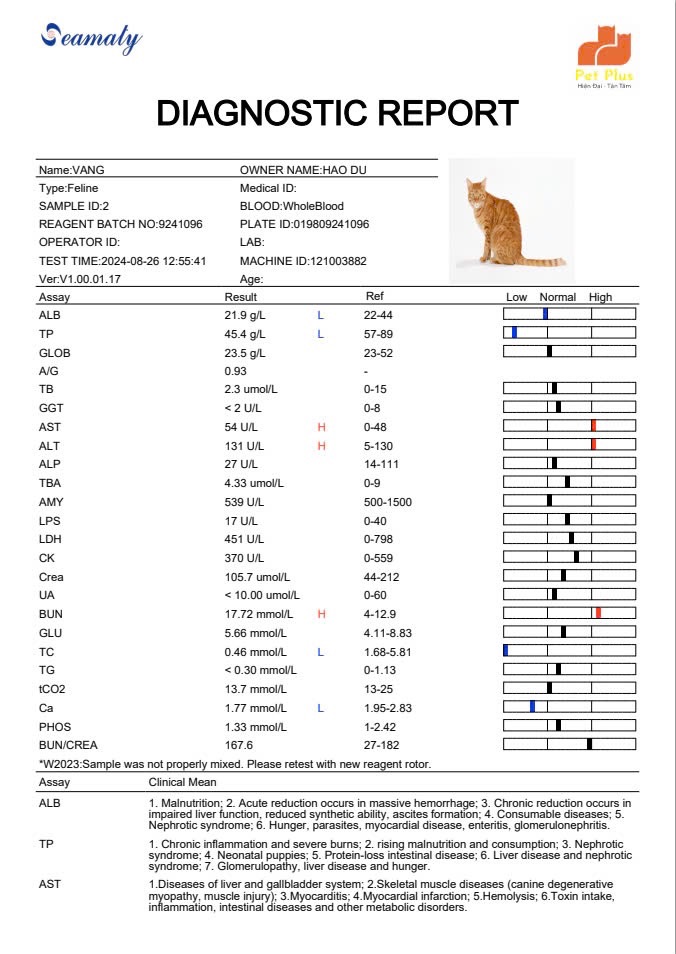 Seamaty
Pet Plus
Hiện Đại - Tận Tâm
DIAGNOSTIC REPORT
Name:VANG OWNER NAME:HAO DU
Type:Feline Medical ID:
SAMPLE ID:2 BLOOD:WholeBlood
REAGENT BATCH NO:9241096 PLATE ID:019809241096
OPERATOR ID: LAB:
TEST TIME:2024-08-26 12:55:41 MACHINE ID:121003882
Ver:V1.00.01.17 Age:
Assay Result Ref Low Normal High
ALB 21.9 g/L L 22-44
TP 45.4 g/L L 57-89
GLOB 23.5 g/L 23-52
A/G 0.93 -
TB 2.3 umol/L 0-15
GGT < 2 U/L 0-8
AST 54 U/L H 0-48
ALT 131 U/L H 5-130
ALP 27 U/L 14-111
TBA 4.33 umol/L 0-9
AMY 539 U/L 500-1500
LPS 17 U/L 0-40
LDH 451 U/L 0-798
CK 370 U/L 0-559
Crea 105.7 umol/L 44-212
UA < 10.00 umol/L 0-60
BUN 17.72 mmol/L H 4-12.9
GLU 5.66 mmol/L 4.11-8.83
TC 0.46 mmol/L L 1.68-5.81
TG < 0.30 mmol/L 0-1.13
tCO2 13.7 mmol/L 13-25
Ca 1.77 mmol/L L 1.95-2.83
PHOS 1.33 mmol/L 1-2.42
BUN/CREA 167.6 27-182
*W2023:Sample was not properly mixed. Please retest with new reagent rotor.
Assay Clinical Mean
ALB 1. Malnutrition; 2. Acute reduction occurs in massive hemorrhage; 3. Chronic reduction occurs in
impaired liver function, reduced synthetic ability, ascites formation; 4. Consumable diseases; 5.
Nephrotic syndrome; 6. Hunger, parasites, myocardial disease, enteritis, glomerulonephritis.
TP 1. Chronic inflammation and severe burns; 2. rising malnutrition and consumption; 3. Nephrotic
syndrome; 4. Neonatal puppies; 5. Protein-loss intestinal disease; 6. Liver disease and nephrotic
syndrome; 7. Glomerulopathy, liver disease and hunger.
AST 1.Diseases of liver and gallbladder system; 2.Skeletal muscle diseases (canine degenerative
myopathy, muscle injury); 3.Myocarditis; 4.Myocardial infarction; 5.Hemolysis; 6.Toxin intake,
inflammation, intestinal diseases and other metabolic disorders.